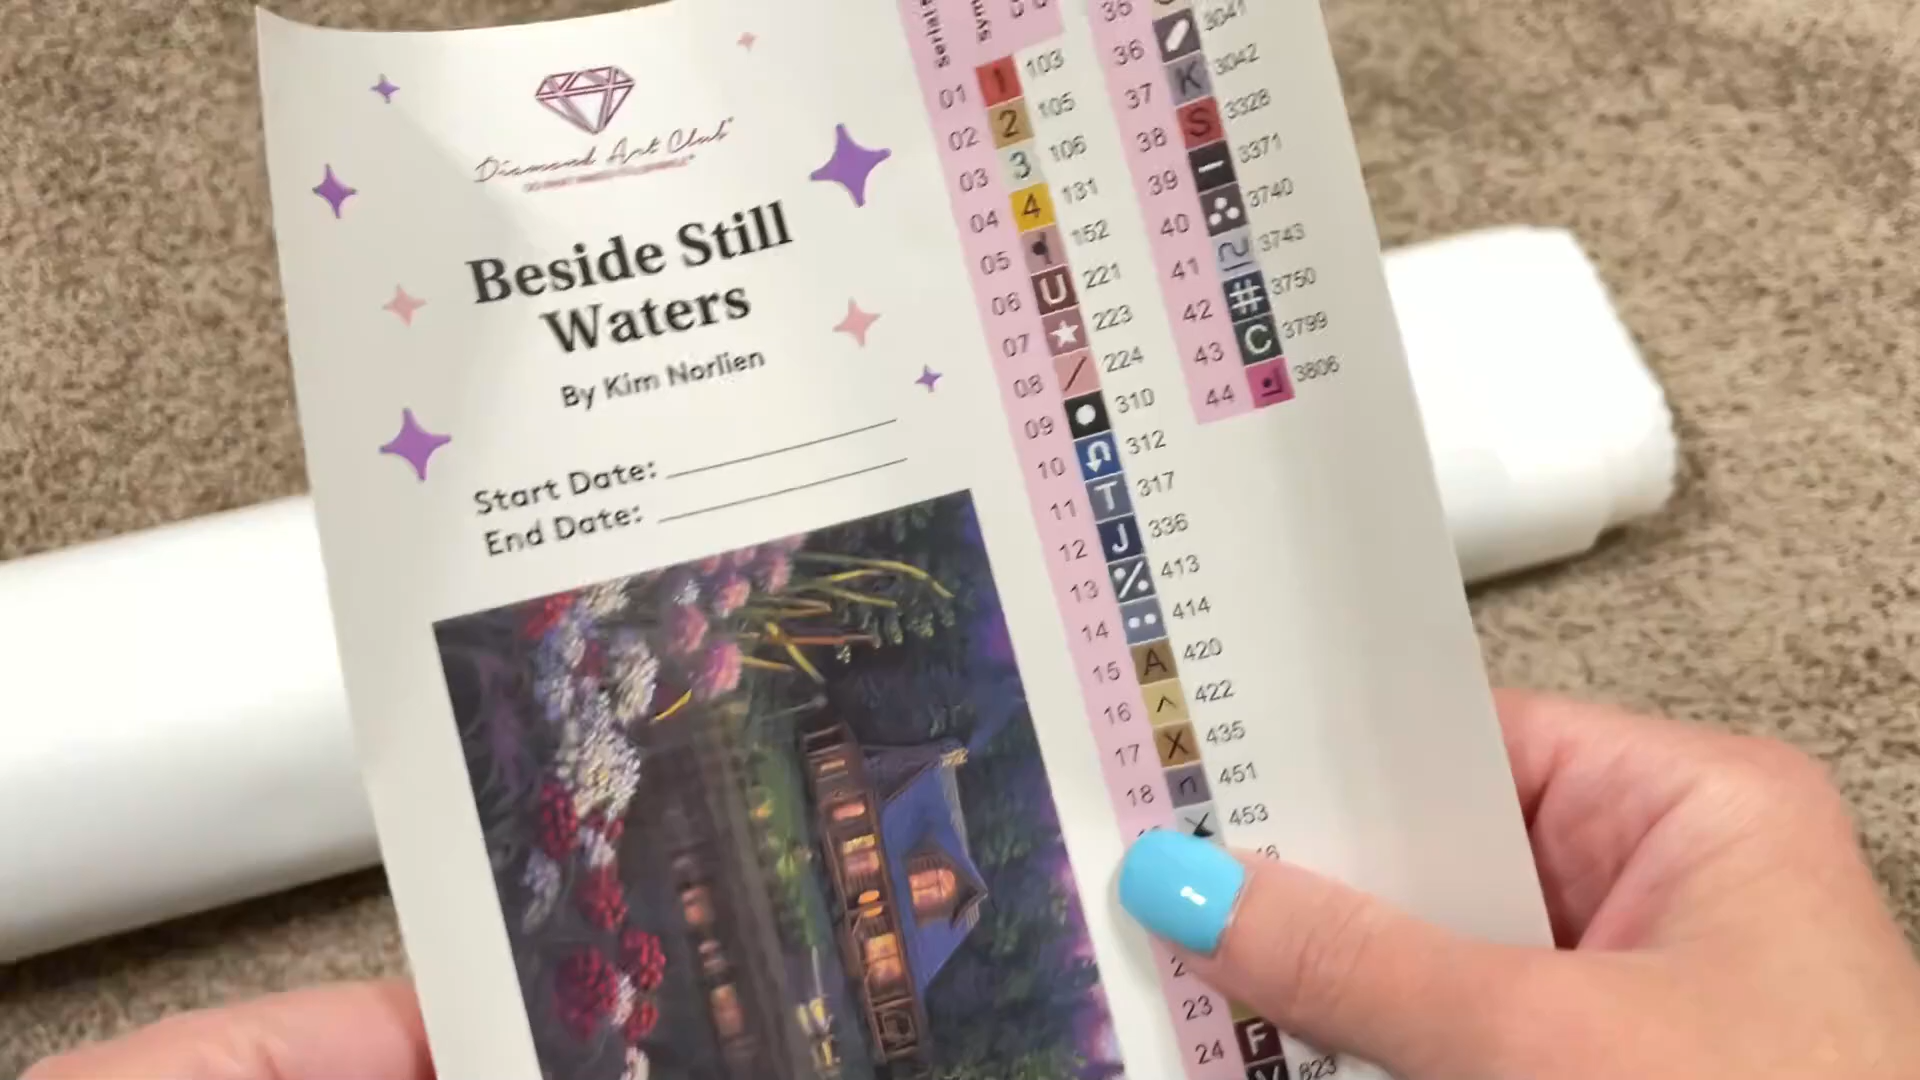 Diamond Art Club
Beside Still
Waters
By Kim Norlien
Start Date:
End Date:
01 1 103
02 2 105
03 3 106
04 4 131
05 152
06 U 221
07 ★ 223
08 / 224
09 ● 310
10 312
11 T 317
12 J 336
13 ⁒ 413
14 •• 414
15 A 420
16 ^ 422
17 X 435
18 n 451
453
23
24 F
823
35
36 3041
37 K 3042
38 S 3328
39 − 3371
40 3740
41 3743
42 # 3750
43 C 3799
44 3806